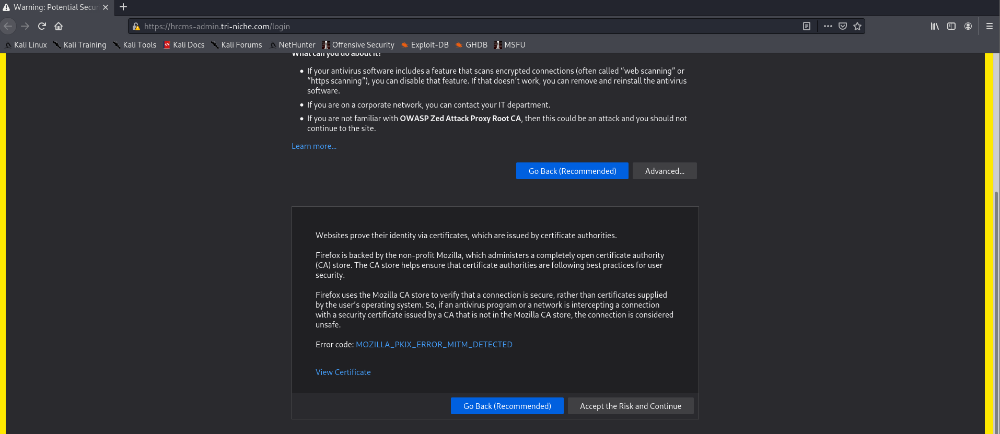 Warning: Potential Secur
https://hrcms-admin.tri-niche.com/login
Kali Linux Kali Training Kali Tools Kali Docs Kali Forums NetHunter Offensive Security Exploit-DB GHDB MSFU
What can you do about it?
• If your antivirus software includes a feature that scans encrypted connections (often called “web scanning” or
“https scanning”), you can disable that feature. If that doesn’t work, you can remove and reinstall the antivirus
software.
• If you are on a corporate network, you can contact your IT department.
• If you are not familiar with OWASP Zed Attack Proxy Root CA, then this could be an attack and you should not
continue to the site.
Learn more...
Go Back (Recommended) Advanced...
Websites prove their identity via certificates, which are issued by certificate authorities.
Firefox is backed by the non-profit Mozilla, which administers a completely open certificate authority
(CA) store. The CA store helps ensure that certificate authorities are following best practices for user
security.
Firefox uses the Mozilla CA store to verify that a connection is secure, rather than certificates supplied
by the user’s operating system. So, if an antivirus program or a network is intercepting a connection
with a security certificate issued by a CA that is not in the Mozilla CA store, the connection is considered
unsafe.
Error code: MOZILLA_PKIX_ERROR_MITM_DETECTED
View Certificate
Go Back (Recommended) Accept the Risk and Continue